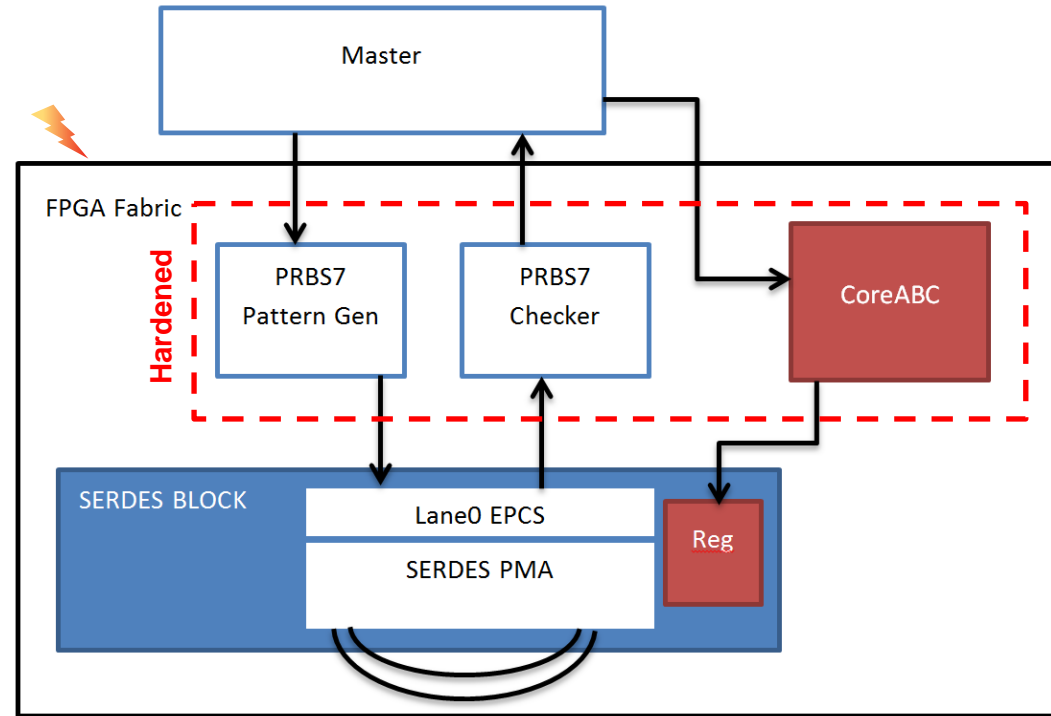 Master
FPGA Fabric
Hardened
PRBS7
Pattern Gen
PRBS7
Checker
CoreABC
SERDES BLOCK
Lane0 EPCS
SERDES PMA
Reg